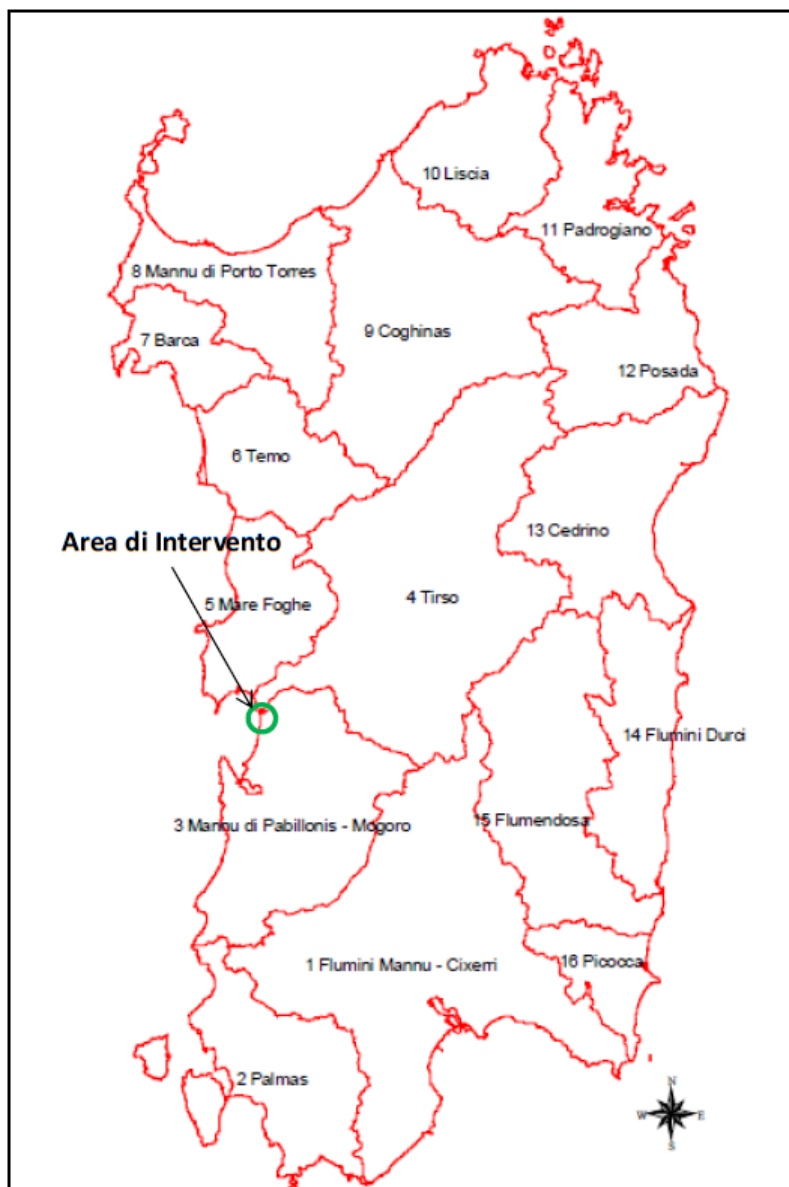 10 Liscia
11 Padrogiano
8 Mannu di Porto Torres
9 Coghinas
7 Barca
12 Posada
6 Temo
13 Cedrino
Area di Intervento
5 Mare Foghe
4 Tirso
14 Flumini Durci
15 Flumendosa
3 Mannu di Pabillonis - Mogoro
16 Picocca
1 Flumini Mannu - Cixerri
2 Palmas
N
W E
S